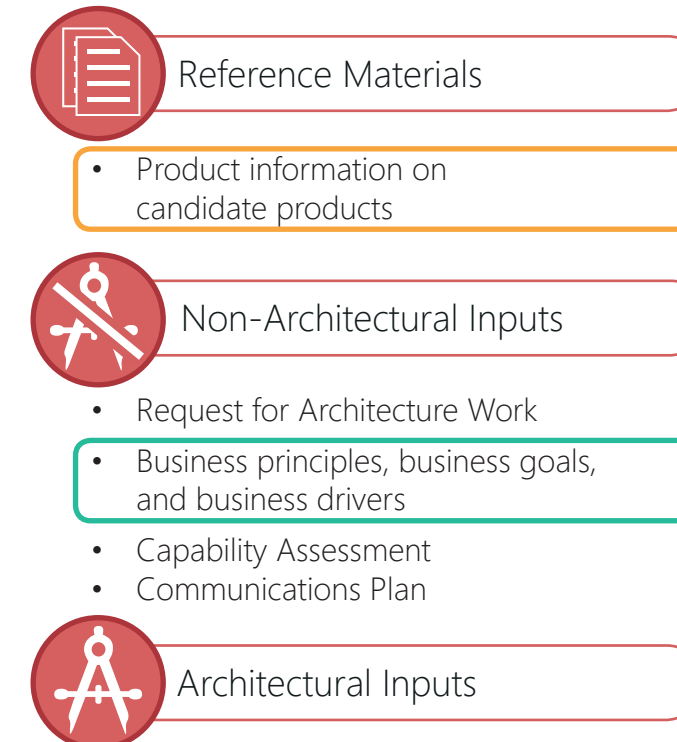 Reference Materials
• Product information on
candidate products
Non-Architectural Inputs
• Request for Architecture Work
• Business principles, business goals,
and business drivers
• Capability Assessment
• Communications Plan
Architectural Inputs